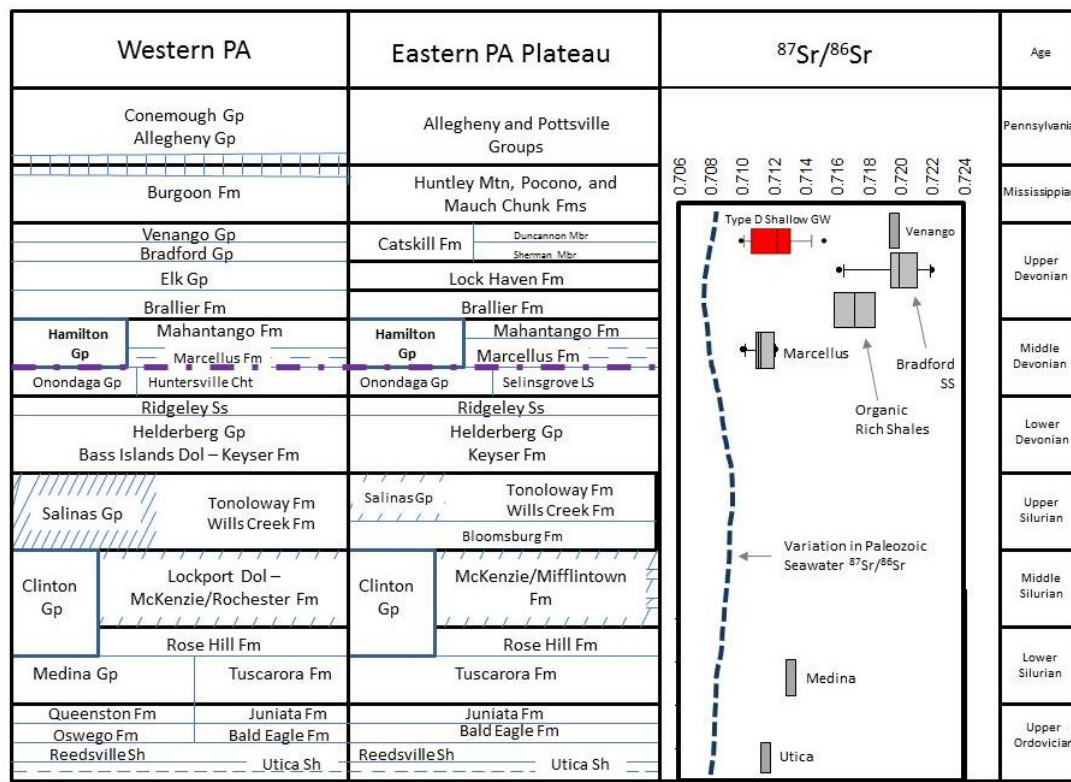 Western PA
Eastern PA Plateau
⁸⁷Sr/⁸⁶Sr
Age
Conemough Gp
Allegheny Gp
Allegheny and Pottsville
Groups
Pennsylvania
Burgoon Fm
Huntley Mtn, Pocono, and
Mauch Chunk Fms
Mississippian
0.706
0.708
0.710
0.712
0.714
0.716
0.718
0.720
0.722
0.724
Venango Gp
Bradford Gp
Elk Gp
Brallier Fm
Catskill Fm
Duncannon Mbr
Sherman Mbr
Lock Haven Fm
Brallier Fm
Type D Shallow GW
Venango
Upper
Devonian
Hamilton
Gp
Mahantango Fm
Marcellus Fm
Onondaga Gp
Huntersville Cht
Hamilton
Gp
Mahantango Fm
Marcellus Fm
Onondaga Gp
Selinsgrove LS
Marcellus
Bradford
SS
Organic
Rich Shales
Middle
Devonian
Ridgeley Ss
Helderberg Gp
Bass Islands Dol – Keyser Fm
Ridgeley Ss
Helderberg Gp
Keyser Fm
Lower
Devonian
Salinas Gp
Tonoloway Fm
Wills Creek Fm
Salinas Gp
Tonoloway Fm
Wills Creek Fm
Bloomsburg Fm
Upper
Silurian
Clinton
Gp
Lockport Dol –
McKenzie/Rochester Fm
Rose Hill Fm
Clinton
Gp
McKenzie/Mifflintown
Fm
Rose Hill Fm
Variation in Paleozoic
Seawater ⁸⁷Sr/⁸⁶Sr
Middle
Silurian
Medina Gp
Tuscarora Fm
Tuscarora Fm
Medina
Lower
Silurian
Queenston Fm
Juniata Fm
Oswego Fm
Bald Eagle Fm
Reedsville Sh
Utica Sh
Juniata Fm
Bald Eagle Fm
Reedsville Sh
Utica Sh
Utica
Upper
Ordovician